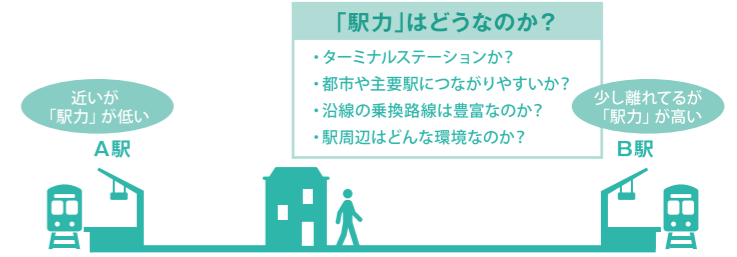 「駅力」はどうなのか？
・ターミナルステーションか？
・都市や主要駅につながりやすいか？
・沿線の乗換路線は豊富なのか？
・駅周辺はどんな環境なのか？
近いが
「駅力」が低い
A駅
少し離れてるが
「駅力」が高い
B駅